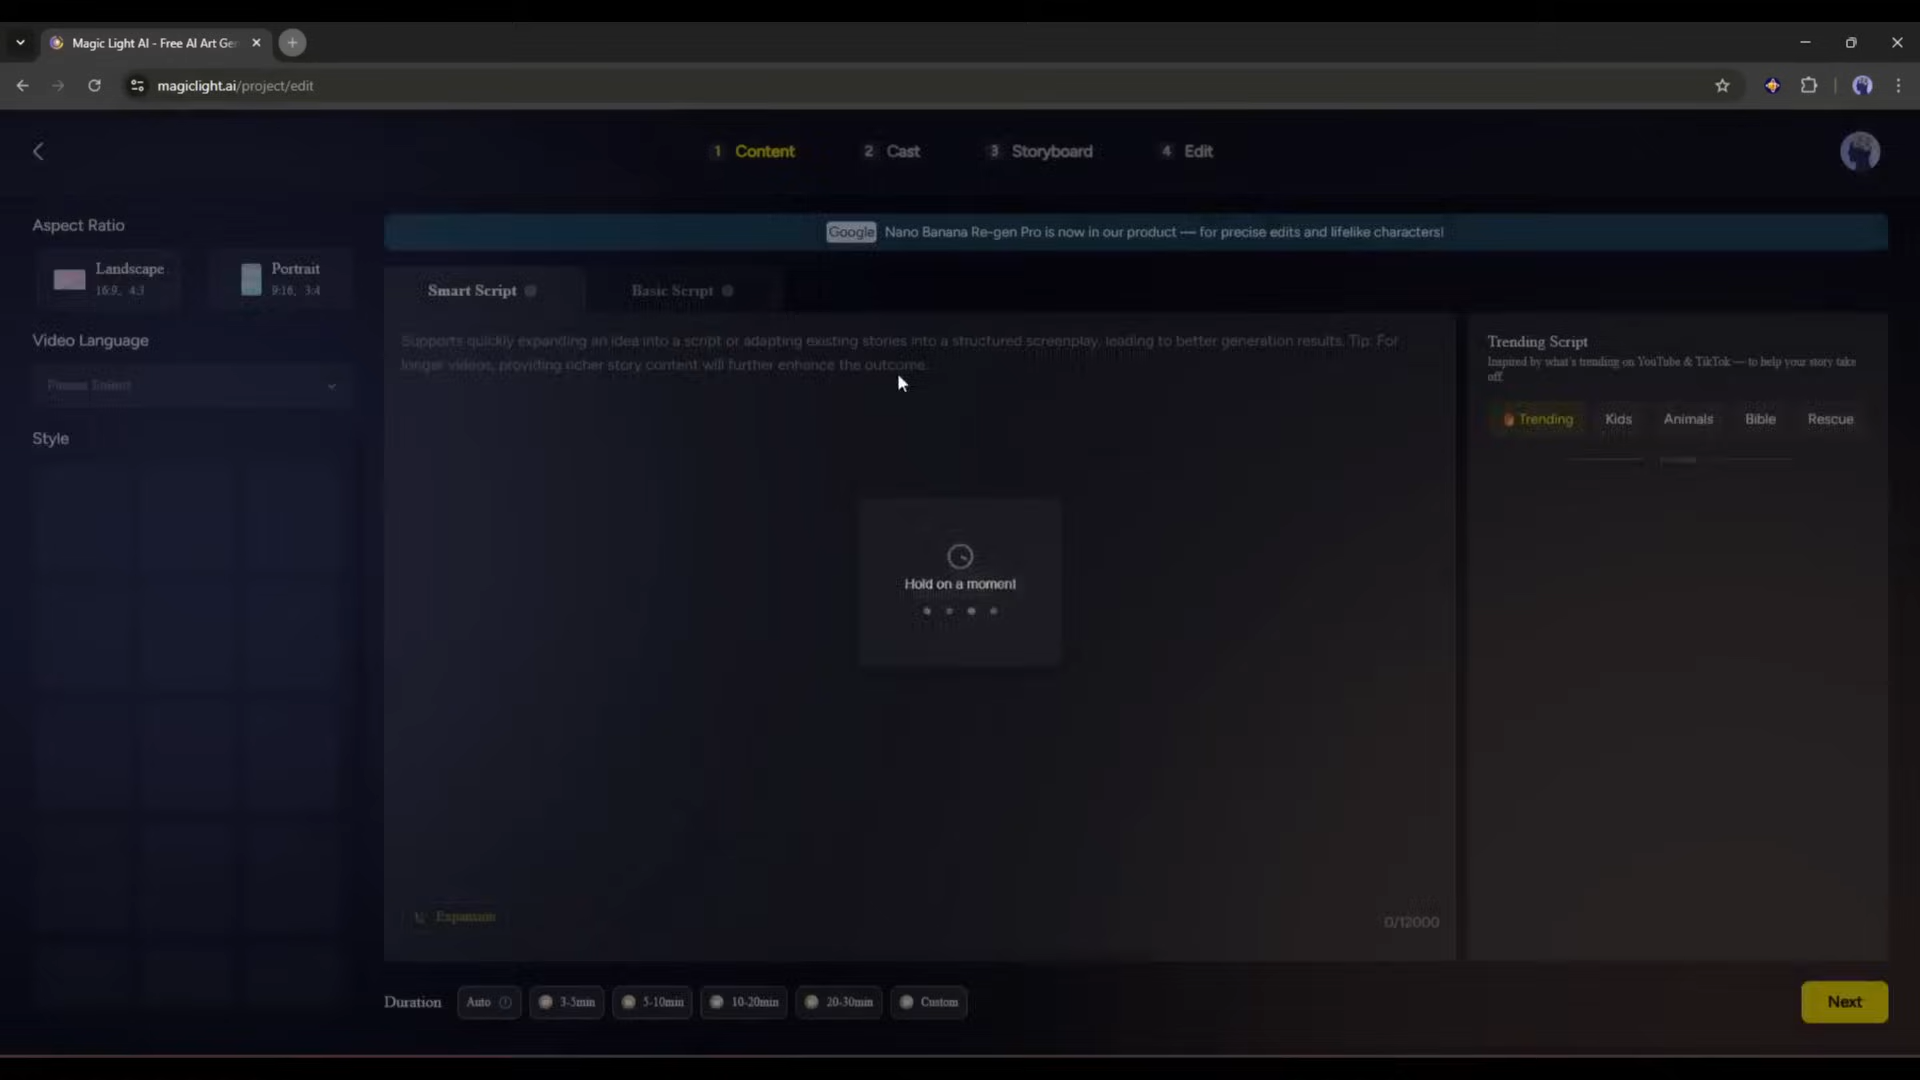 Magic Light AI - Free AI Art Ger
magiclight.ai/project/edit
1 Content
2 Cast
3 Storyboard
4 Edit
Aspect Ratio
Landscape
16:9, 4:3
Portrait
9:16, 3:4
Video Language
Style
Google Nano Banana Re-gen Pro is now in our product — for precise edits and lifelike characters!
Smart Script
Basic Script
Supports quickly expanding an idea into a script or adapting existing stories into a structured screenplay, leading to better generation results. Tip: For
longer videos, providing richer story content will further enhance the outcome.
Hold on a moment
Expansion
0/12000
Trending Script
Inspired by what's trending on YouTube & TikTok — to help your story take
off
Trending
Kids
Animals
Bible
Rescue
Duration
Auto
3-5min
5-10min
10-20min
20-30min
Custom
Next